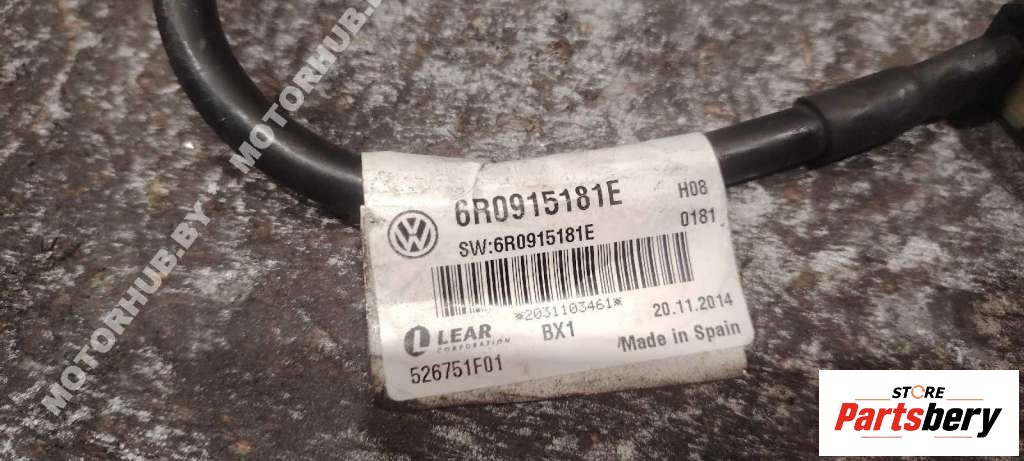 MOTORHUB.BY MOTORHUB.BY
6R0915181E H08
SW:6R0915181E 0181
*2031103461* 20.11.2014
LEAR BX1 Made in Spain
CORPORATION
526751F01
STORE
Partsbery